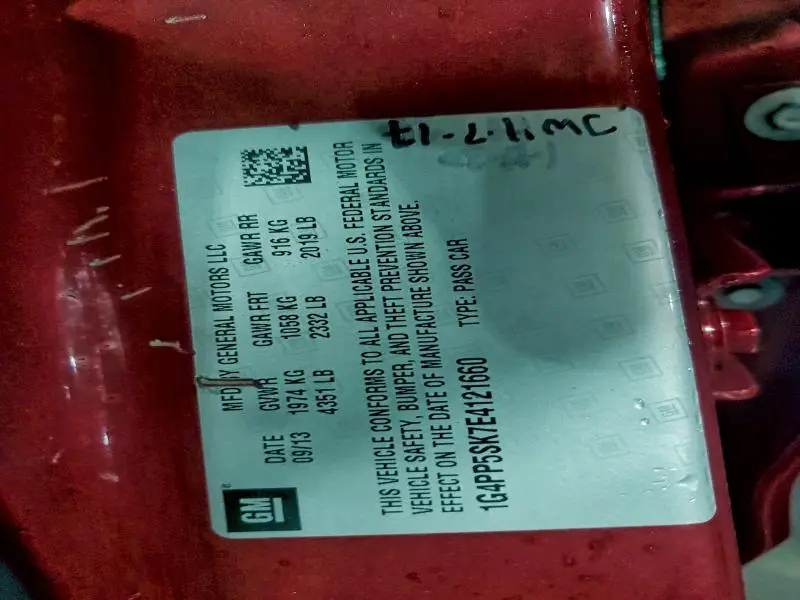 GM
MFD BY GENERAL MOTORS LLC
DATE GVWR GAWR FRT GAWR RR
09/13 1974 KG 1058 KG 916 KG
4351 LB 2332 LB 2019 LB
THIS VEHICLE CONFORMS TO ALL APPLICABLE U.S. FEDERAL MOTOR
VEHICLE SAFETY, BUMPER, AND THEFT PREVENTION STANDARDS IN
EFFECT ON THE DATE OF MANUFACTURE SHOWN ABOVE.
1G4PP5SK7E4121660 TYPE: PASS CAR